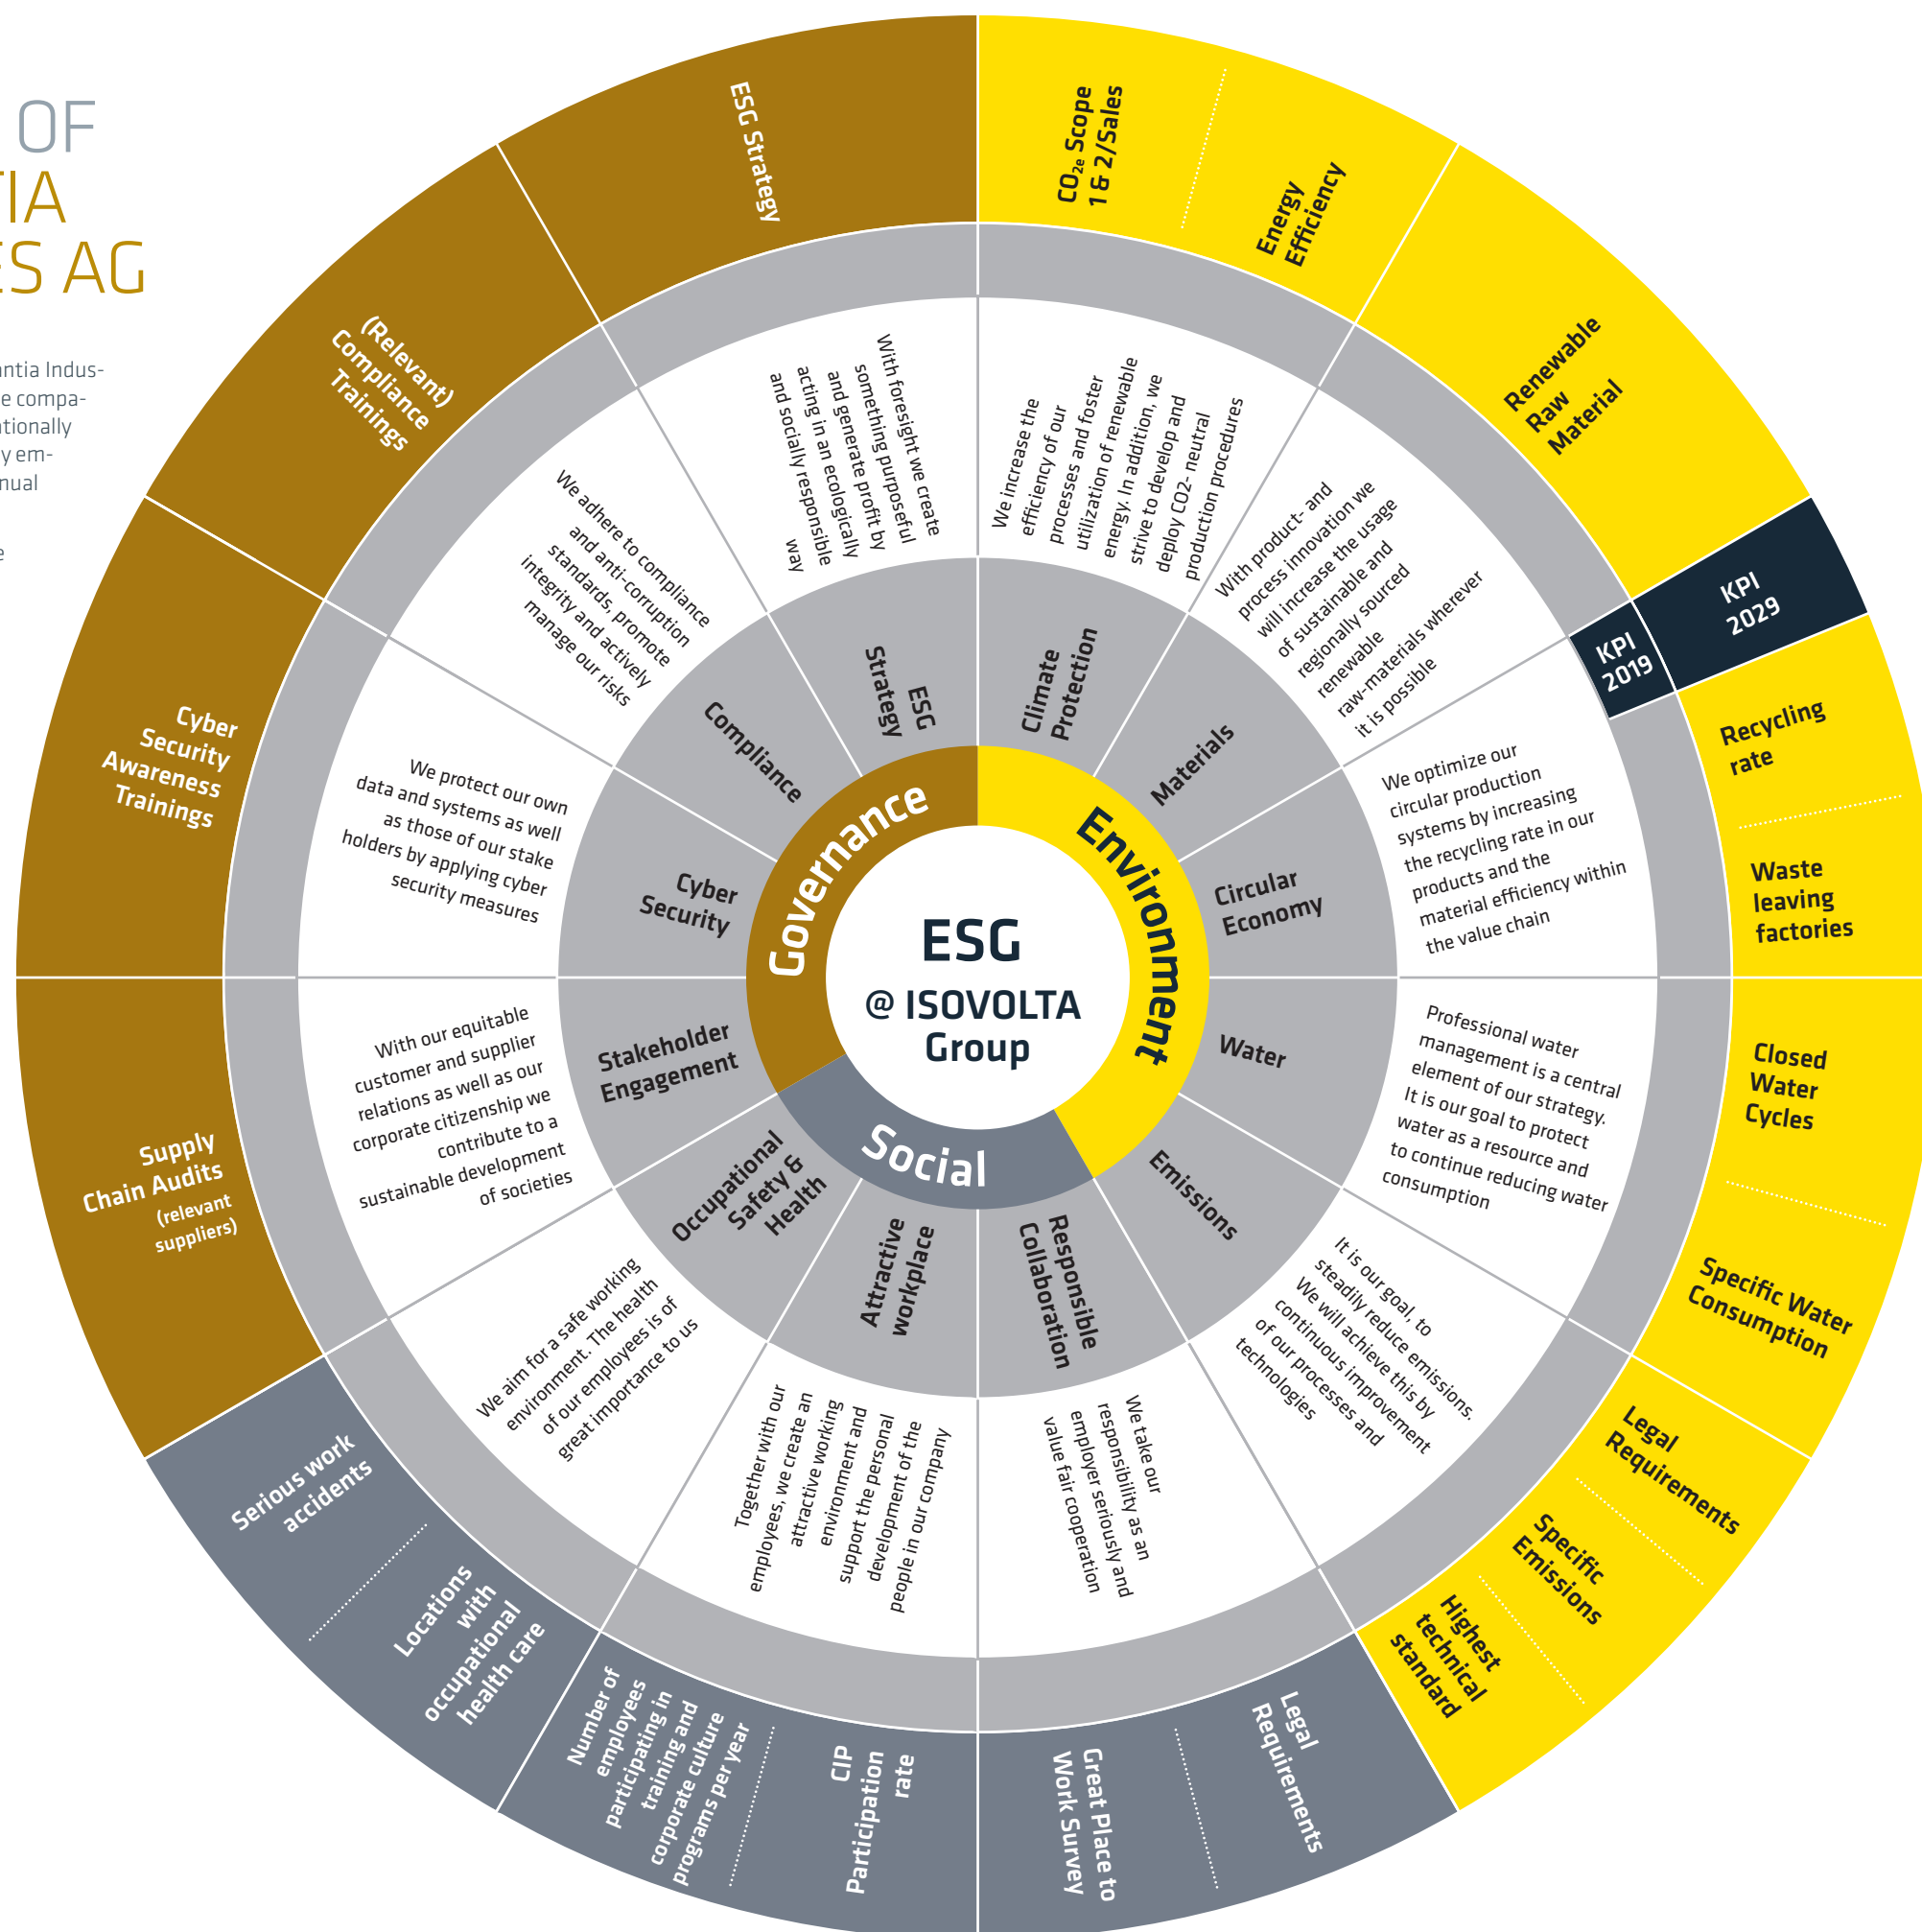 OF
TIA
ES AG
antia Indus-
e compa-
ationally
y em-
nual
e
ESG
@ ISOVOLTA
Group
Environment
Social
Governance
Climate
Protection
Materials
Circular
Economy
Water
Emissions
Responsible
Collaboration
Attractive
workplace
Occupational
Safety &
Health
Stakeholder
Engagement
Cyber
Security
Compliance
ESG
Strategy
We increase the
efficiency of our
processes and foster
utilization of renewable
energy. In addition, we
strive to develop and
deploy CO2- neutral
production procedures
With product- and
process innovation we
will increase the usage
of sustainable and
regionally sourced
renewable
raw-materials wherever
it is possible
We optimize our
circular production
systems by increasing
the recycling rate in our
products and the
material efficiency within
the value chain
Professional water
management is a central
element of our strategy.
It is our goal to protect
water as a resource and
to continue reducing water
consumption
It is our goal, to
steadily reduce emissions.
We will achieve this by
continuous improvement
of our processes and
technologies
We take our
responsibility as an
employer seriously and
value fair cooperation
Together with our
employees, we create an
attractive working
environment and
support the personal
development of the
people in our company
We aim for a safe working
environment. The health
of our employees is of
great importance to us
With our equitable
customer and supplier
relations as well as our
corporate citizenship we
contribute to a
sustainable development
of societies
We protect our own
data and systems as well
as those of our stake
holders by applying cyber
security measures
We adhere to compliance
and anti-corruption
standards, promote
integrity and actively
manage our risks
With foresight we create
something purposeful
and generate profit by
acting in an ecologically
and socially responsible
way
KPI
2019
KPI
2029
CO2e Scope
1 & 2/Sales
Energy
Efficiency
Renewable
Raw
Material
Recycling
rate
Waste
leaving
factories
Closed
Water
Cycles
Specific Water
Consumption
Legal
Requirements
Specific
Emissions
Highest
technical
standard
Legal
Requirements
Great Place to
Work Survey
CIP
Participation
rate
Number of
employees
participating in
training and
corporate culture
programs per year
Locations
with
occupational
health care
Serious work
accidents
Supply
Chain Audits
(relevant
suppliers)
Cyber
Security
Awareness
Trainings
(Relevant)
Compliance
Trainings
ESG Strategy